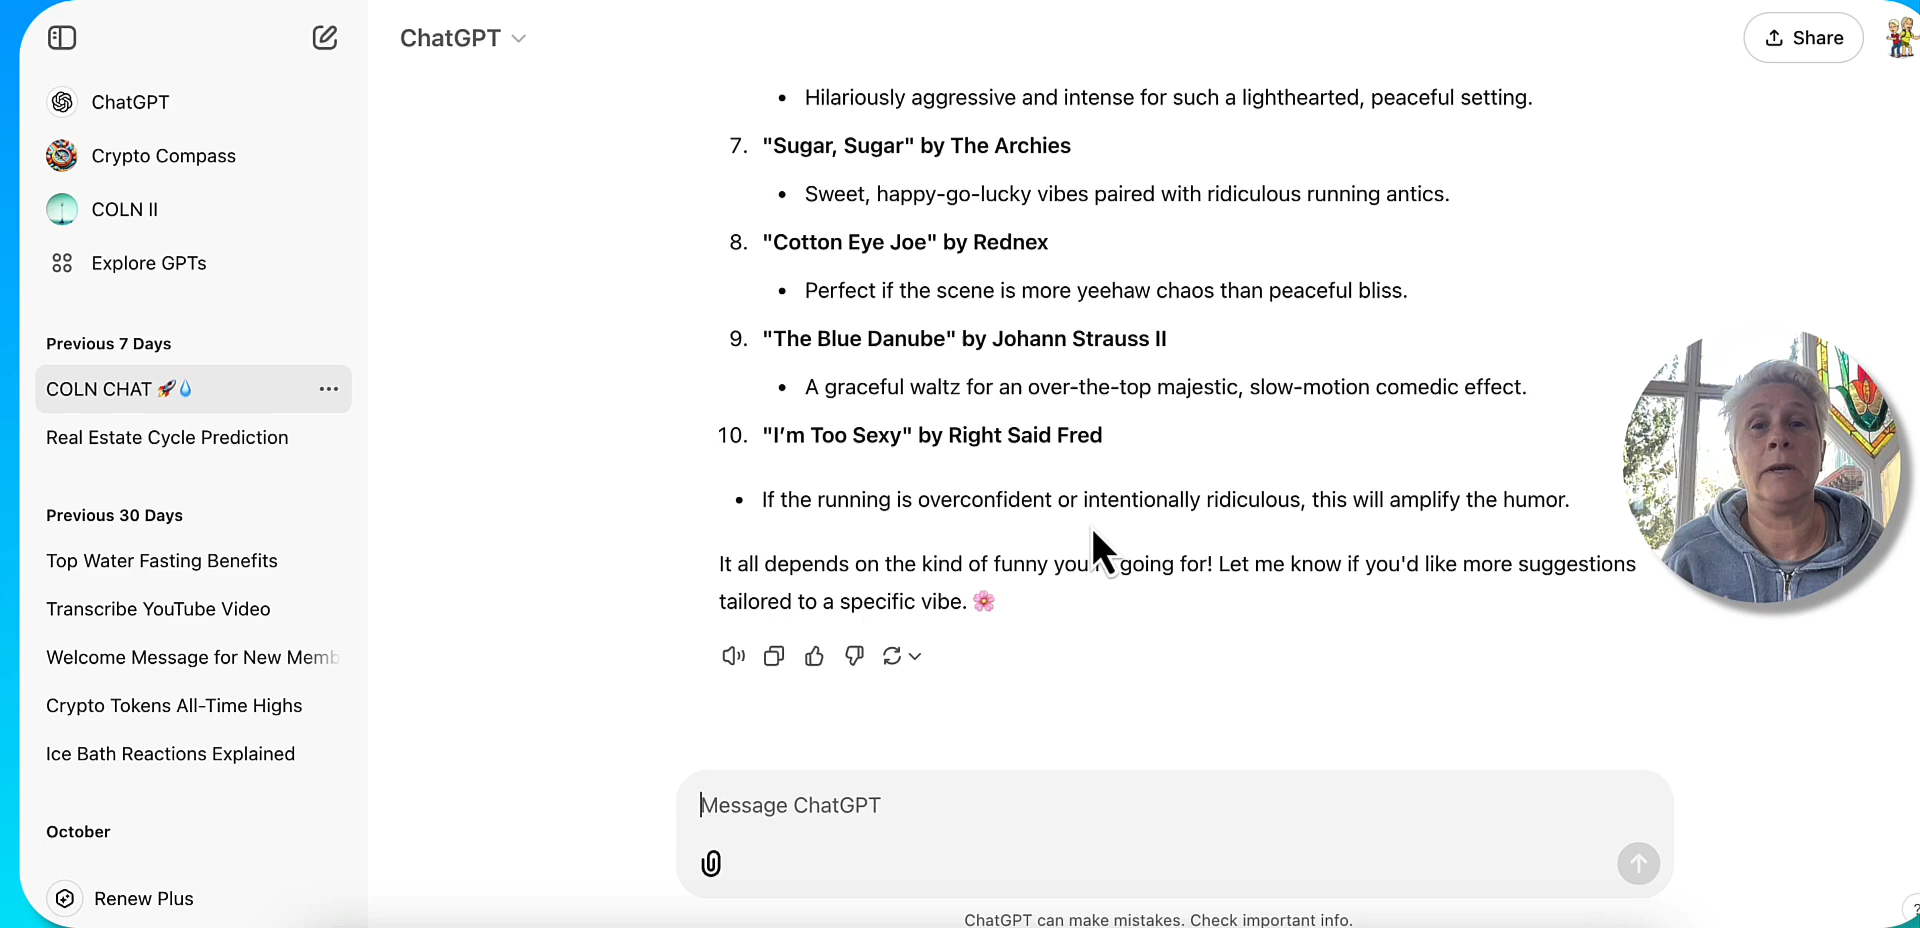 ChatGPT
Share
ChatGPT
Crypto Compass
COLN II
Explore GPTs
Previous 7 Days
COLN CHAT 🚀💧
Real Estate Cycle Prediction
Previous 30 Days
Top Water Fasting Benefits
Transcribe YouTube Video
Welcome Message for New Memb
Crypto Tokens All-Time Highs
Ice Bath Reactions Explained
October
Renew Plus
• Hilariously aggressive and intense for such a lighthearted, peaceful setting.
7. "Sugar, Sugar" by The Archies
• Sweet, happy-go-lucky vibes paired with ridiculous running antics.
8. "Cotton Eye Joe" by Rednex
• Perfect if the scene is more yeehaw chaos than peaceful bliss.
9. "The Blue Danube" by Johann Strauss II
• A graceful waltz for an over-the-top majestic, slow-motion comedic effect.
10. "I’m Too Sexy" by Right Said Fred
• If the running is overconfident or intentionally ridiculous, this will amplify the humor.
It all depends on the kind of funny you going for! Let me know if you'd like more suggestions
tailored to a specific vibe. 🌸
Message ChatGPT
ChatGPT can make mistakes. Check important info.
?